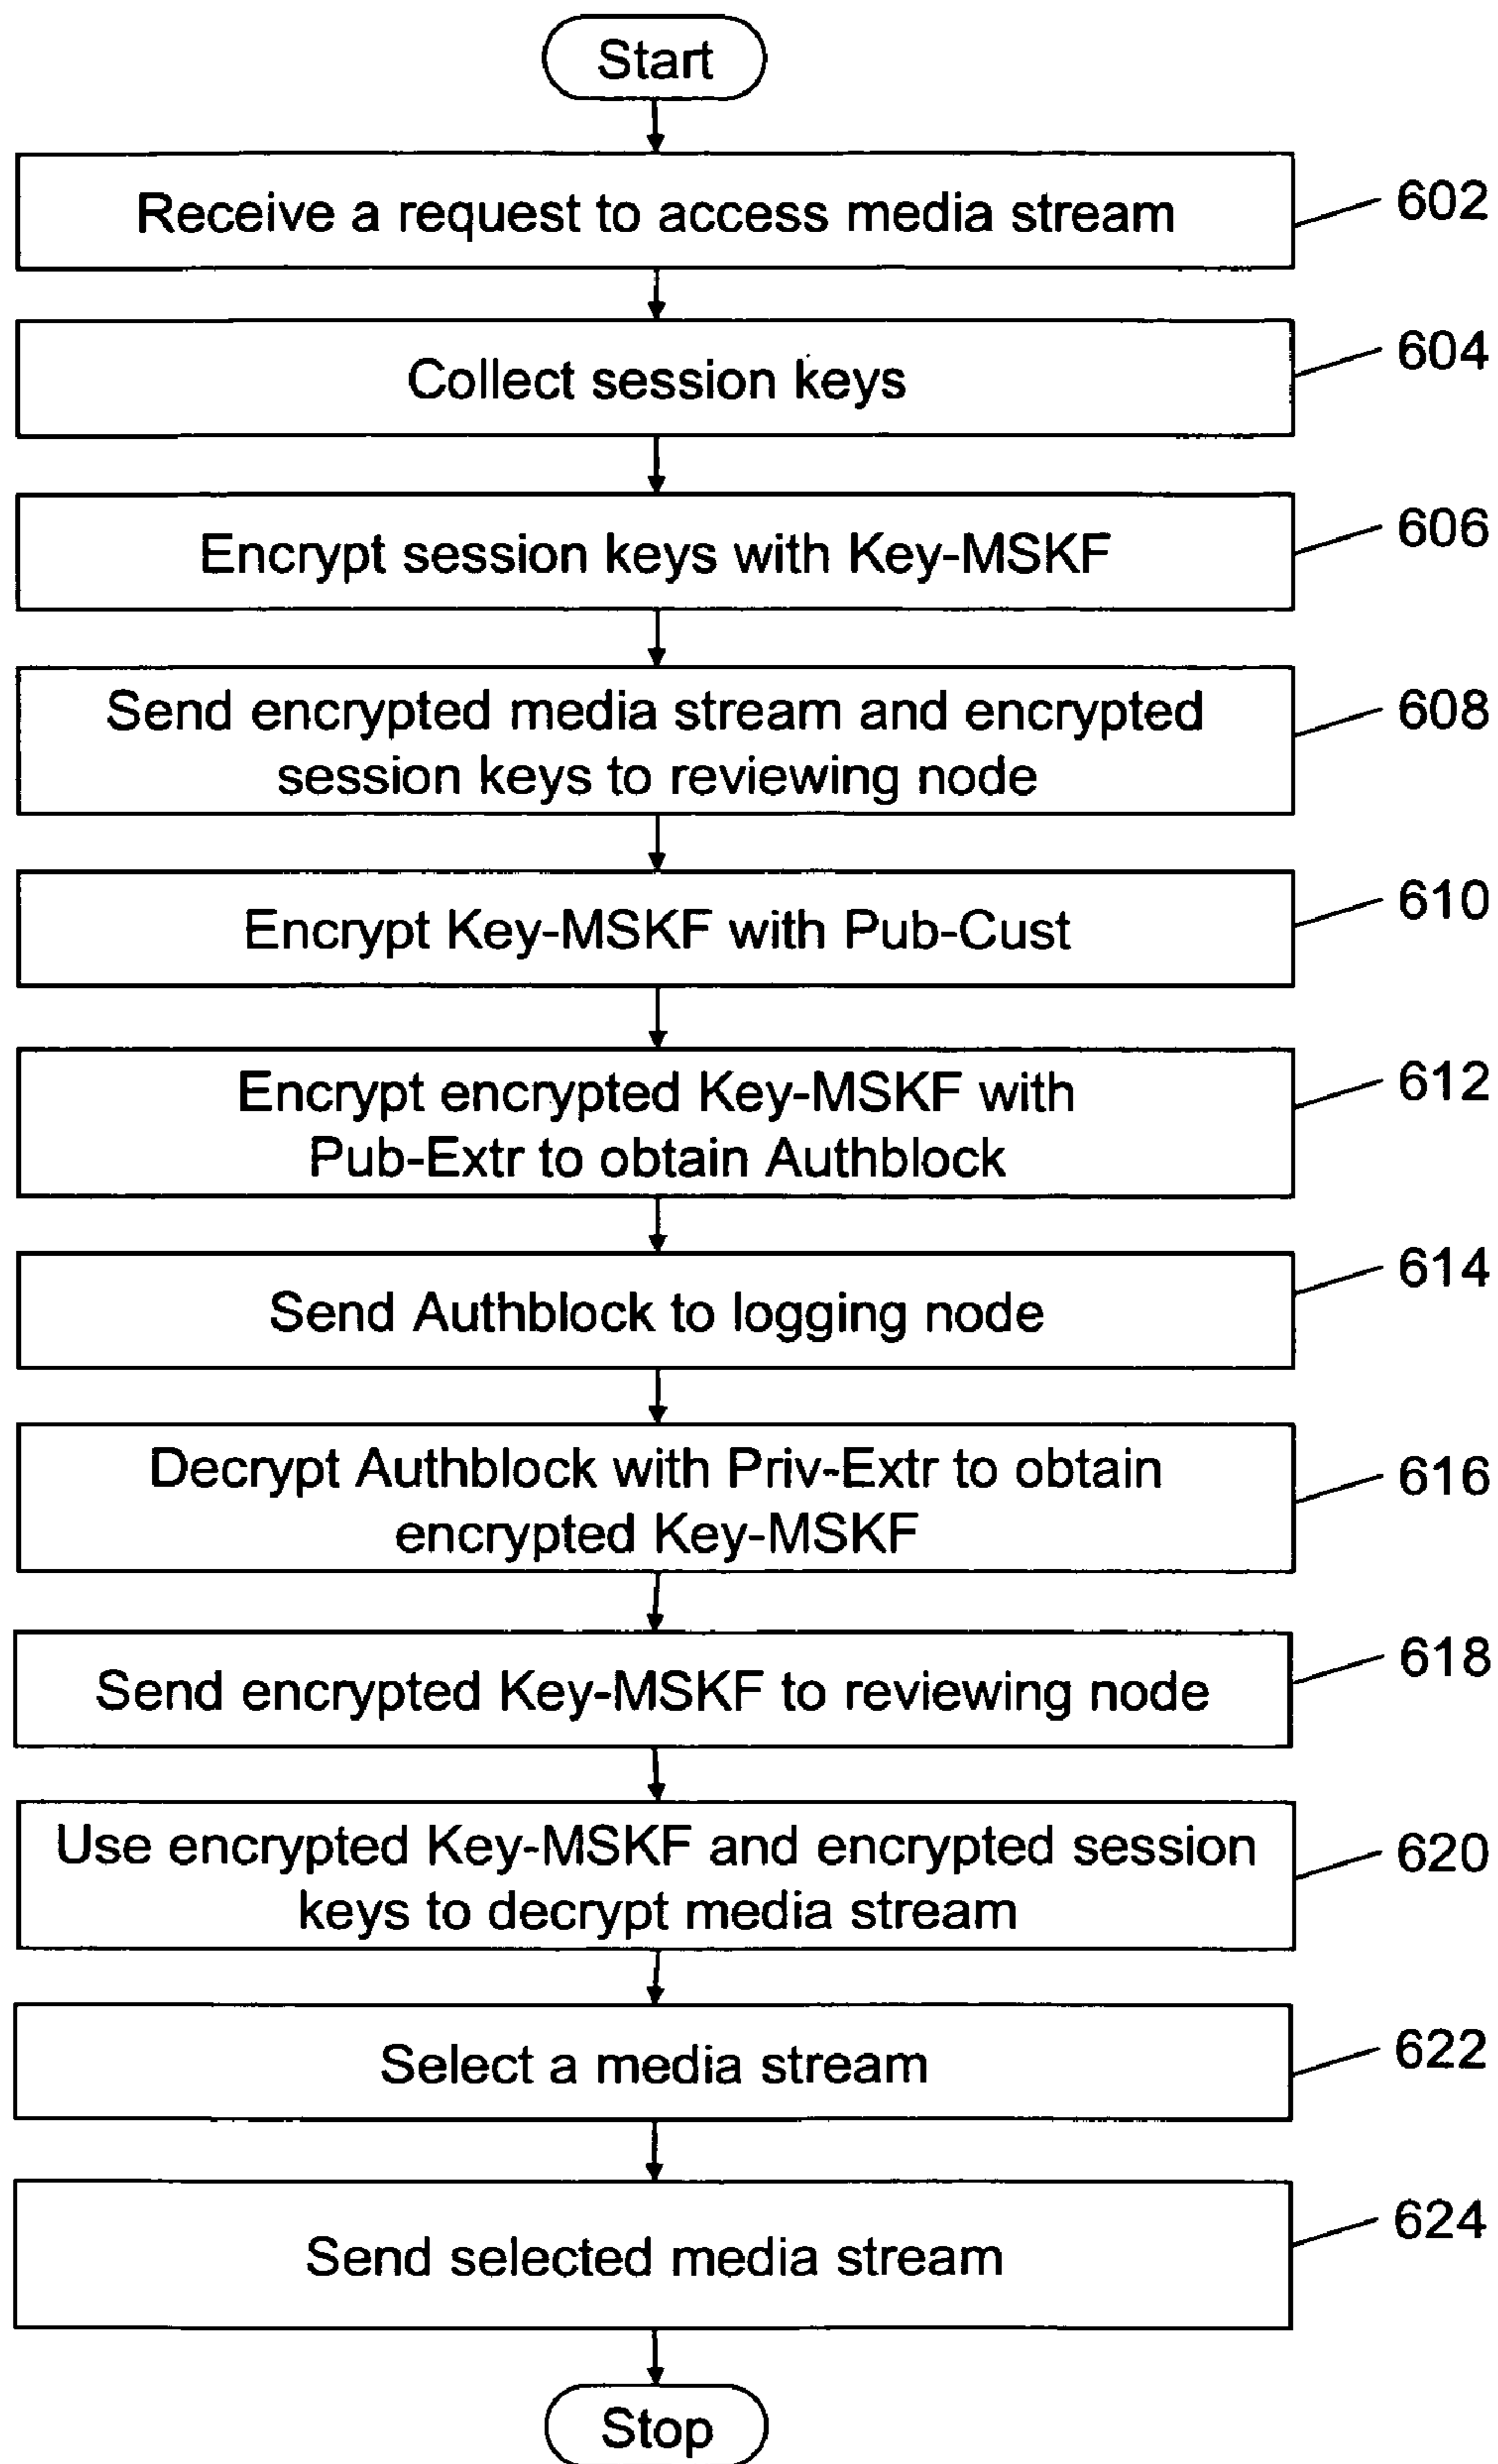 Start
Receive a request to access media stream
602
Collect session keys
604
Encrypt session keys with Key-MSKF
606
Send encrypted media stream and encrypted
session keys to reviewing node
608
Encrypt Key-MSKF with Pub-Cust
610
Encrypt encrypted Key-MSKF with
Pub-Extr to obtain Authblock
612
Send Authblock to logging node
614
Decrypt Authblock with Priv-Extr to obtain
encrypted Key-MSKF
616
Send encrypted Key-MSKF to reviewing node
618
Use encrypted Key-MSKF and encrypted session
keys to decrypt media stream
620
Select a media stream
622
Send selected media stream
624
Stop